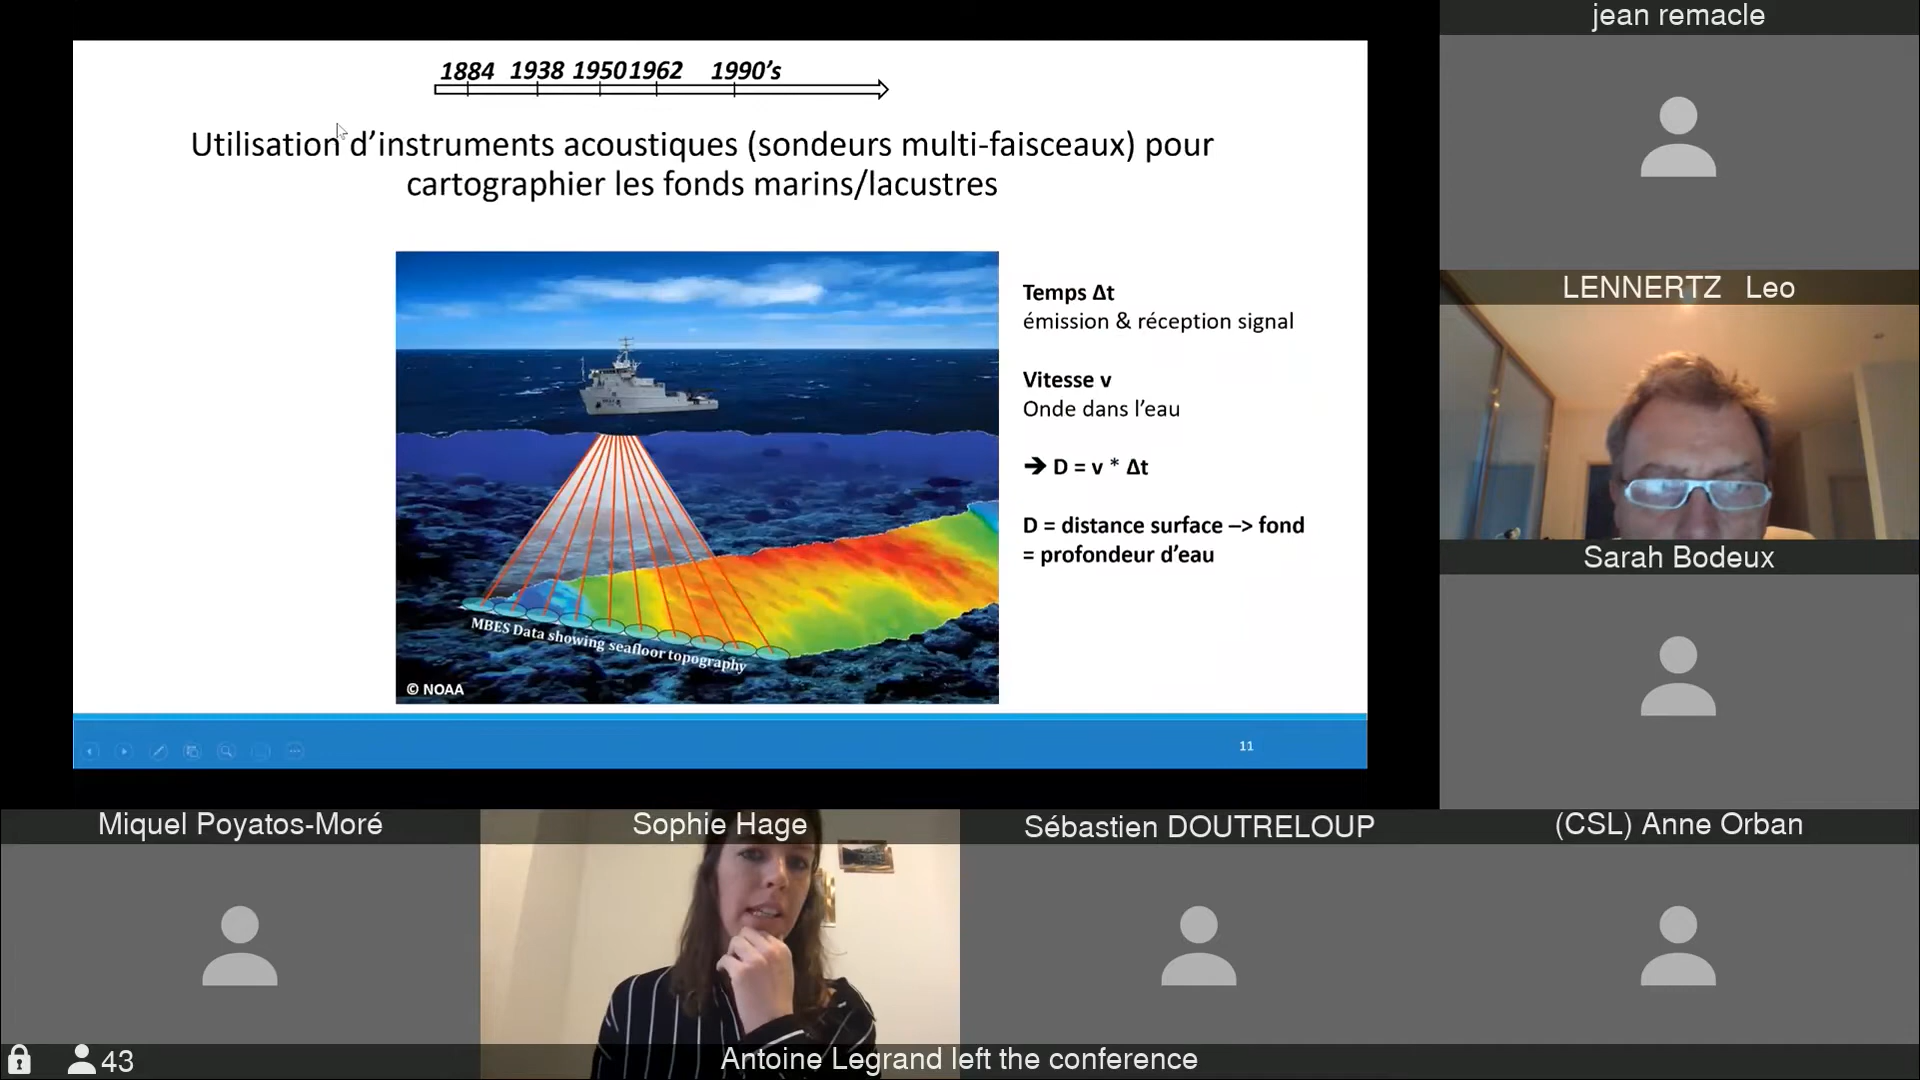 1884 1938 1950 1962 1990's
Utilisation d'instruments acoustiques (sondeurs multi-faisceaux) pour
cartographier les fonds marins/lacustres
Temps Δt
émission & réception signal
Vitesse v
Onde dans l'eau
➔ D = v * Δt
D = distance surface –> fond
= profondeur d'eau
MBES Data showing seafloor topography
© NOAA
11
jean remacle
LENNERTZ Leo
Sarah Bodeux
Miquel Poyatos-Moré
Sophie Hage
Sébastien DOUTRELOUP
(CSL) Anne Orban
43
Antoine Legrand left the conference